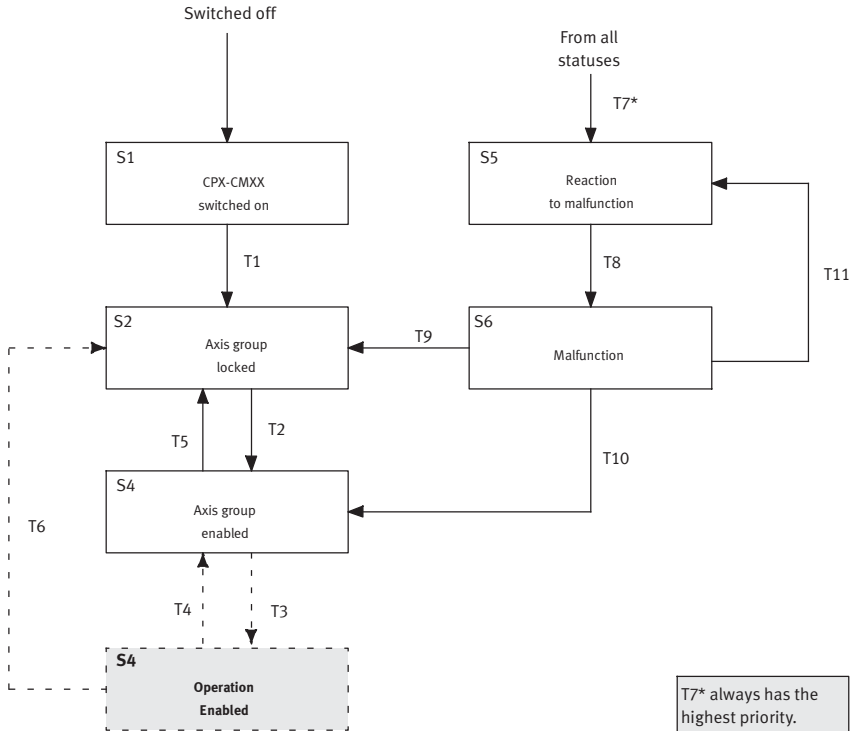 Switched off
From all
statuses
T7*
S1
CPX-CMXX
switched on
S5
Reaction
to malfunction
T1
T8
T11
S2
Axis group
locked
T9
S6
Malfunction
T5
T2
T10
S4
Axis group
enabled
T6
T4
T3
S4
Operation
Enabled
T7* always has the
highest priority.